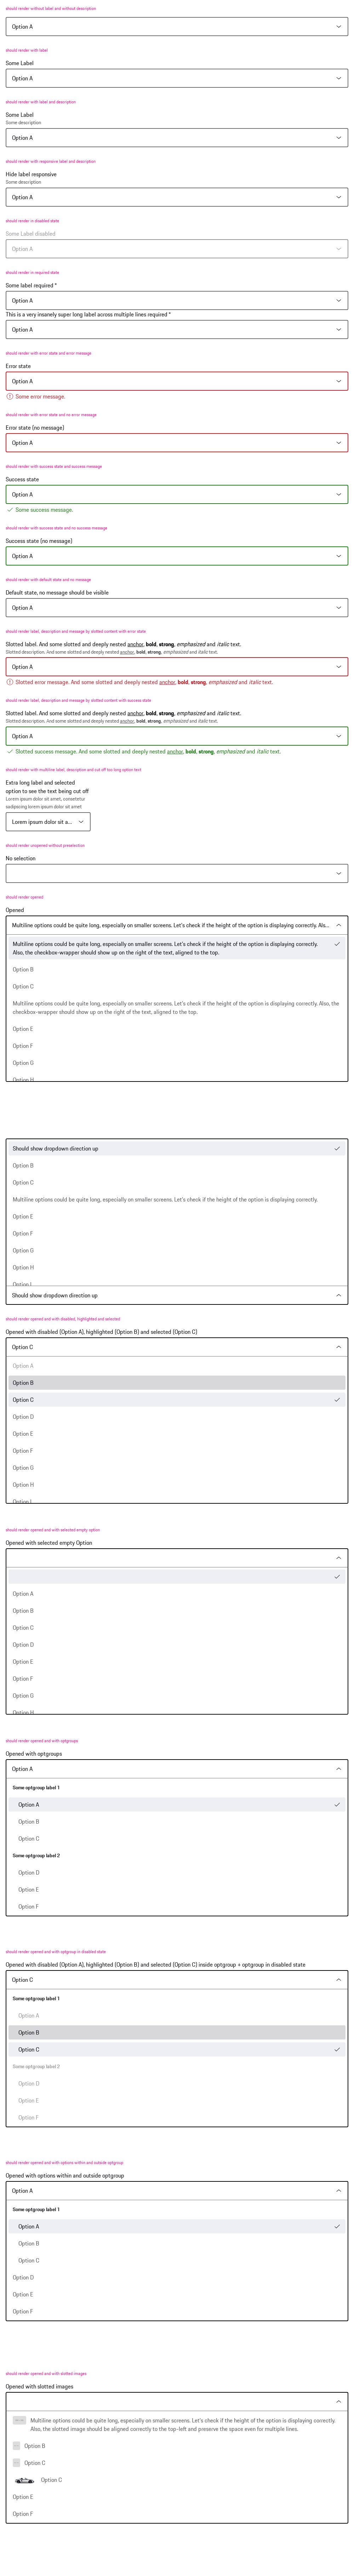 should render without label and without description
Option A
should render with label
Some Label
Option A
should render with label and description
Some Label
Some description
Option A
should render with responsive label and description
Hide label responsive
Some description
Option A
should render in disabled state
Some Label disabled
Option A
should render in required state
Some label required *
Option A
This is a very insanely super long label across multiple lines required *
Option A
should render with error state and error message
Error state
Option A
Some error message.
should render with error state and no error message
Error state (no message)
Option A
should render with success state and success message
Success state
Option A
Some success message.
should render with success state and no success message
Success state (no message)
Option A
should render with default state and no message
Default state, no message should be visible
Option A
should render label, description and message by slotted content with error state
Slotted label. And some slotted and deeply nested anchor, bold, strong, emphasized and italic text.
Slotted description. And some slotted and deeply nested anchor, bold, strong, emphasized and italic text.
Option A
Slotted error message. And some slotted and deeply nested anchor, bold, strong, emphasized and italic text.
should render label, description and message by slotted content with success state
Slotted label. And some slotted and deeply nested anchor, bold, strong, emphasized and italic text.
Slotted description. And some slotted and deeply nested anchor, bold, strong, emphasized and italic text.
Option A
Slotted success message. And some slotted and deeply nested anchor, bold, strong, emphasized and italic text.
should render with multiline label, description and cut off too long option text
Extra long label and selected
option to see the text being cut off
Lorem ipsum dolor sit amet, consetetur
sadipscing lorem ipsum dolor sit amet
Lorem ipsum dolor sit a...
should render unopened without preselection
No selection
should render opened
Opened
Multiline options could be quite long, especially on smaller screens. Let's check if the height of the option is displaying correctly. Als...
Multiline options could be quite long, especially on smaller screens. Let's check if the height of the option is displaying correctly.
Also, the checkbox-wrapper should show up on the right of the text, aligned to the top.
Option B
Option C
Multiline options could be quite long, especially on smaller screens. Let's check if the height of the option is displaying correctly. Also, the
checkbox-wrapper should show up on the right of the text, aligned to the top.
Option E
Option F
Option G
Option H
Should show dropdown direction up
Option B
Option C
Multiline options could be quite long, especially on smaller screens. Let's check if the height of the option is displaying correctly.
Option E
Option F
Option G
Option H
Option I
Should show dropdown direction up
should render opened and with disabled, highlighted and selected
Opened with disabled (Option A), highlighted (Option B) and selected (Option C)
Option C
Option A
Option B
Option C
Option D
Option E
Option F
Option G
Option H
Option I
should render opened and with selected empty option
Opened with selected empty Option
Option A
Option B
Option C
Option D
Option E
Option F
Option G
Option H
should render opened and with optgroups
Opened with optgroups
Option A
Some optgroup label 1
Option A
Option B
Option C
Some optgroup label 2
Option D
Option E
Option F
should render opened and with optgroup in disabled state
Opened with disabled (Option A), highlighted (Option B) and selected (Option C) inside optgroup + optgroup in disabled state
Option C
Some optgroup label 1
Option A
Option B
Option C
Some optgroup label 2
Option D
Option E
Option F
should render opened and with options within and outside optgroup
Opened with options within and outside optgroup
Option A
Some optgroup label 1
Option A
Option B
Option C
Option D
Option E
Option F
should render opened and with slotted images
Opened with slotted images
Multiline options could be quite long, especially on smaller screens. Let's check if the height of the option is displaying correctly.
Also, the slotted image should be aligned correctly to the top-left and preserve the space even for multiple lines.
Option B
Option C
Option C
Option E
Option F